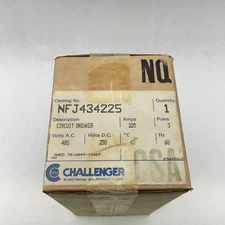 NQ
Catalog No. Quantity
NFJ434225 1
Description Amps Poles
CIRCUIT BREAKER 225 3
Volts A.C. Volts D.C. °C Hz
480 250 40 60
CHALLENGER
ELECTRICAL EQUIPMENT CORP.
CSA